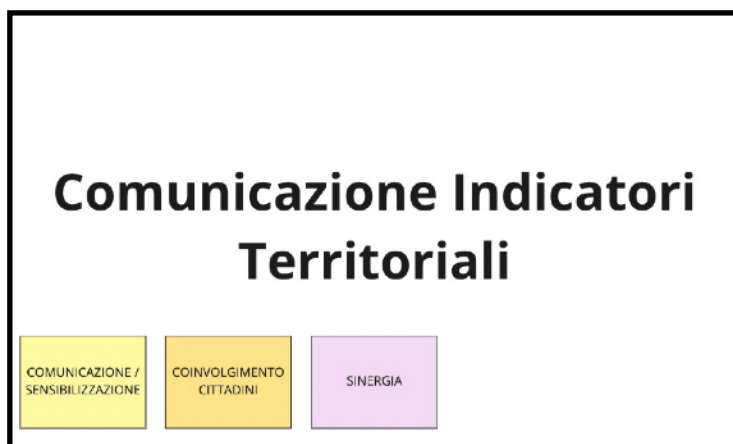 Comunicazione Indicatori
Territoriali
COMUNICAZIONE /
SENSIBILIZZAZIONE
COINVOLGIMENTO
CITTADINI
SINERGIA